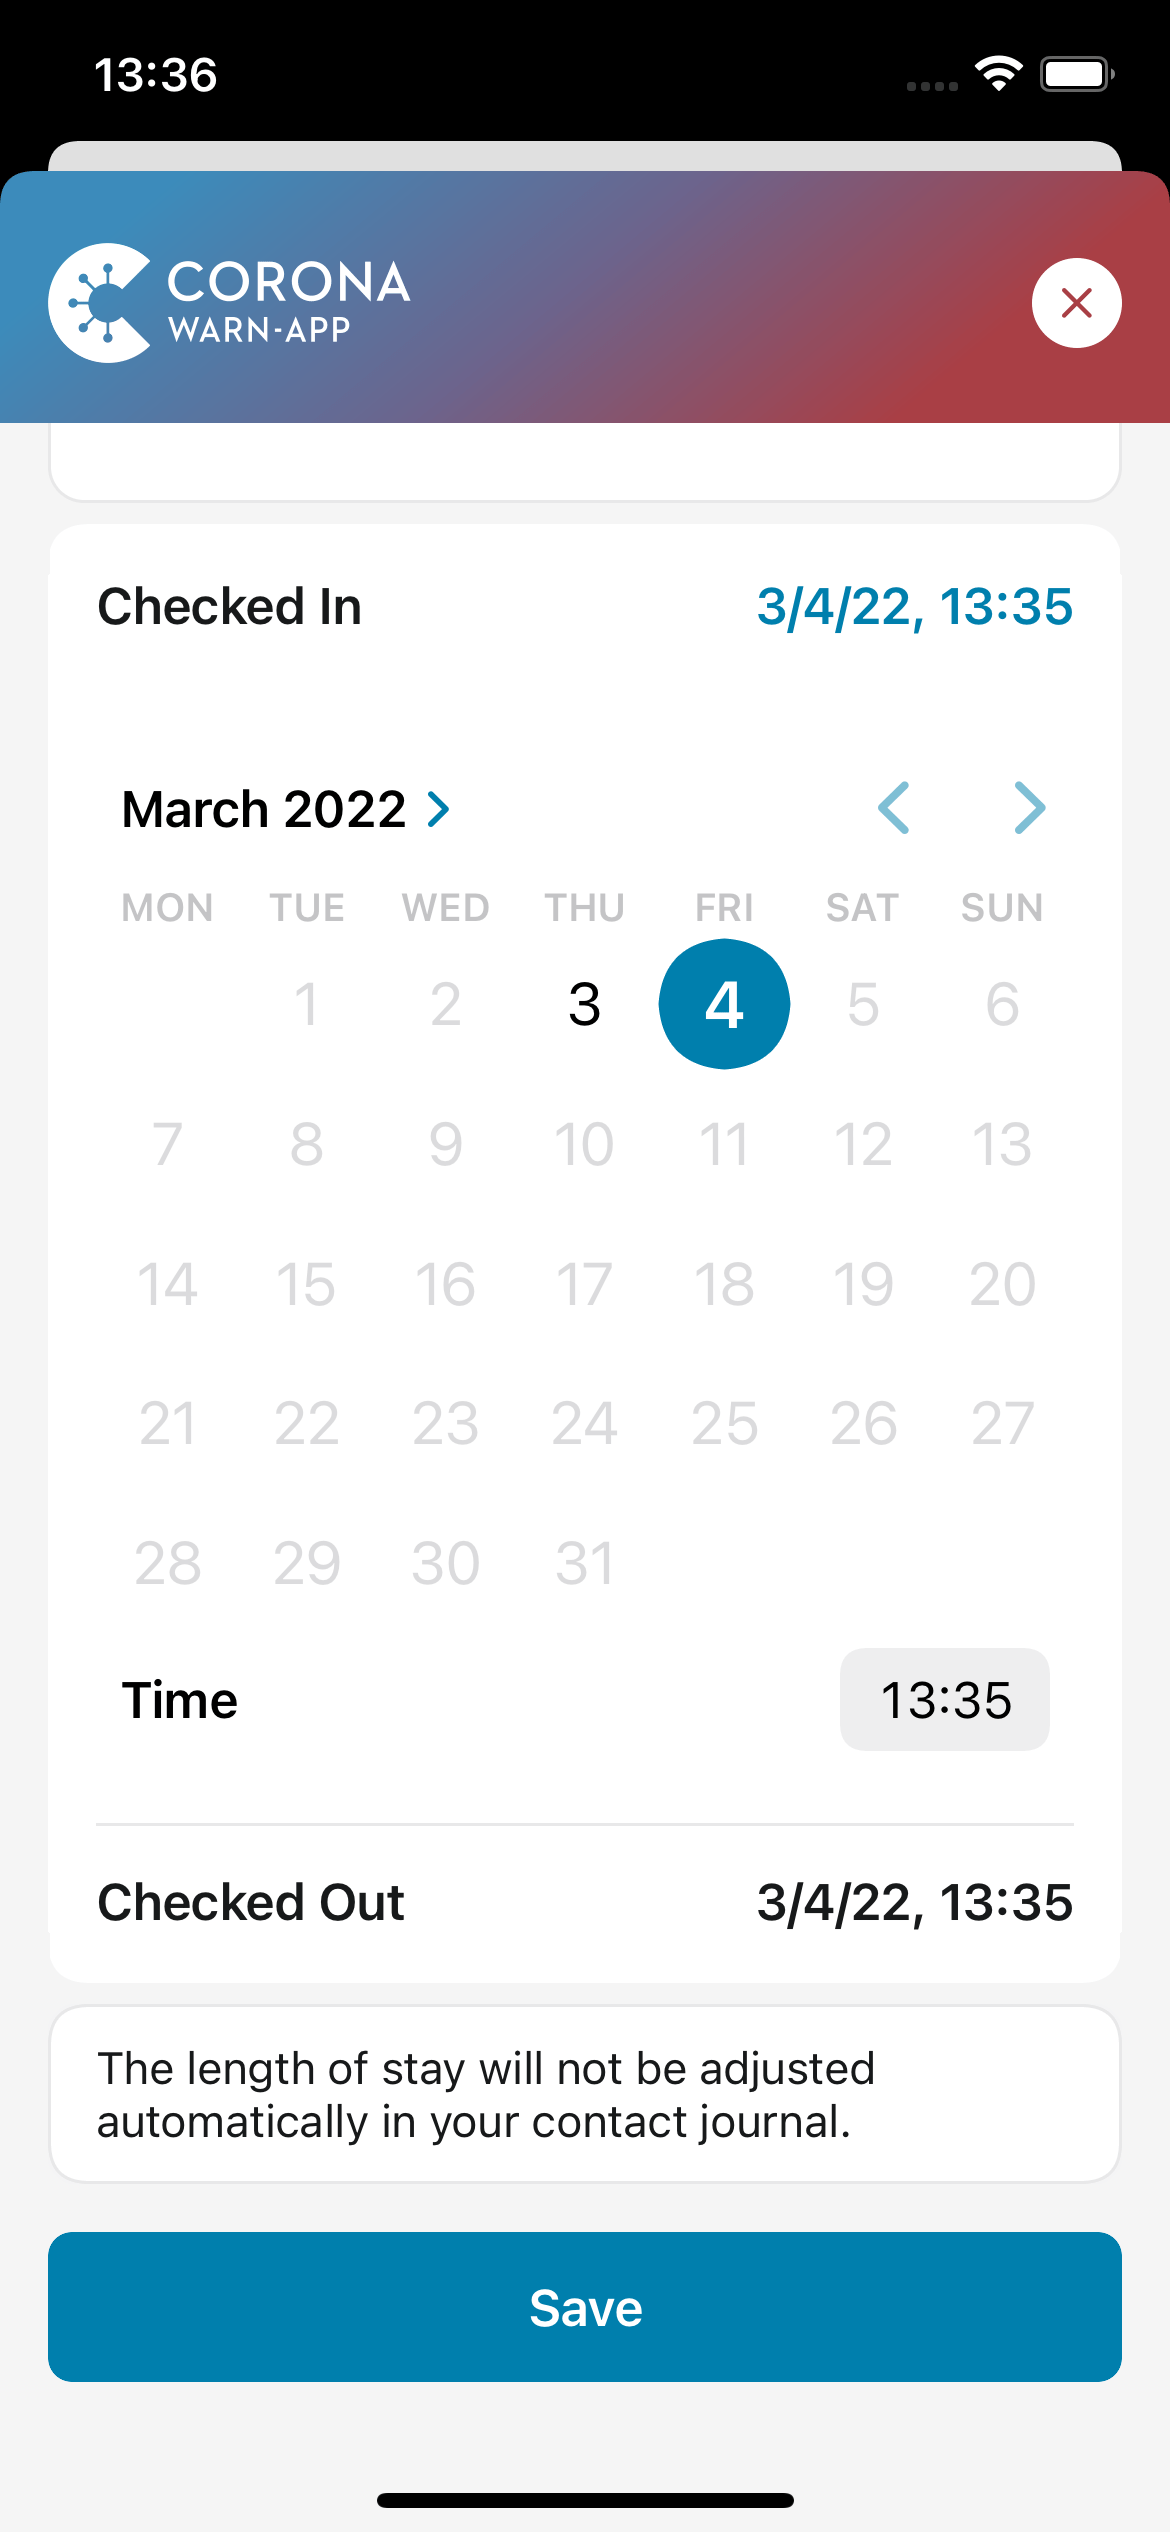 13:36
CORONA
WARN-APP
Checked In 3/4/22, 13:35
March 2022
MON TUE WED THU FRI SAT SUN
1 2 3 4 5 6
7 8 9 10 11 12 13
14 15 16 17 18 19 20
21 22 23 24 25 26 27
28 29 30 31
Time 13:35
Checked Out 3/4/22, 13:35
The length of stay will not be adjusted
automatically in your contact journal.
Save